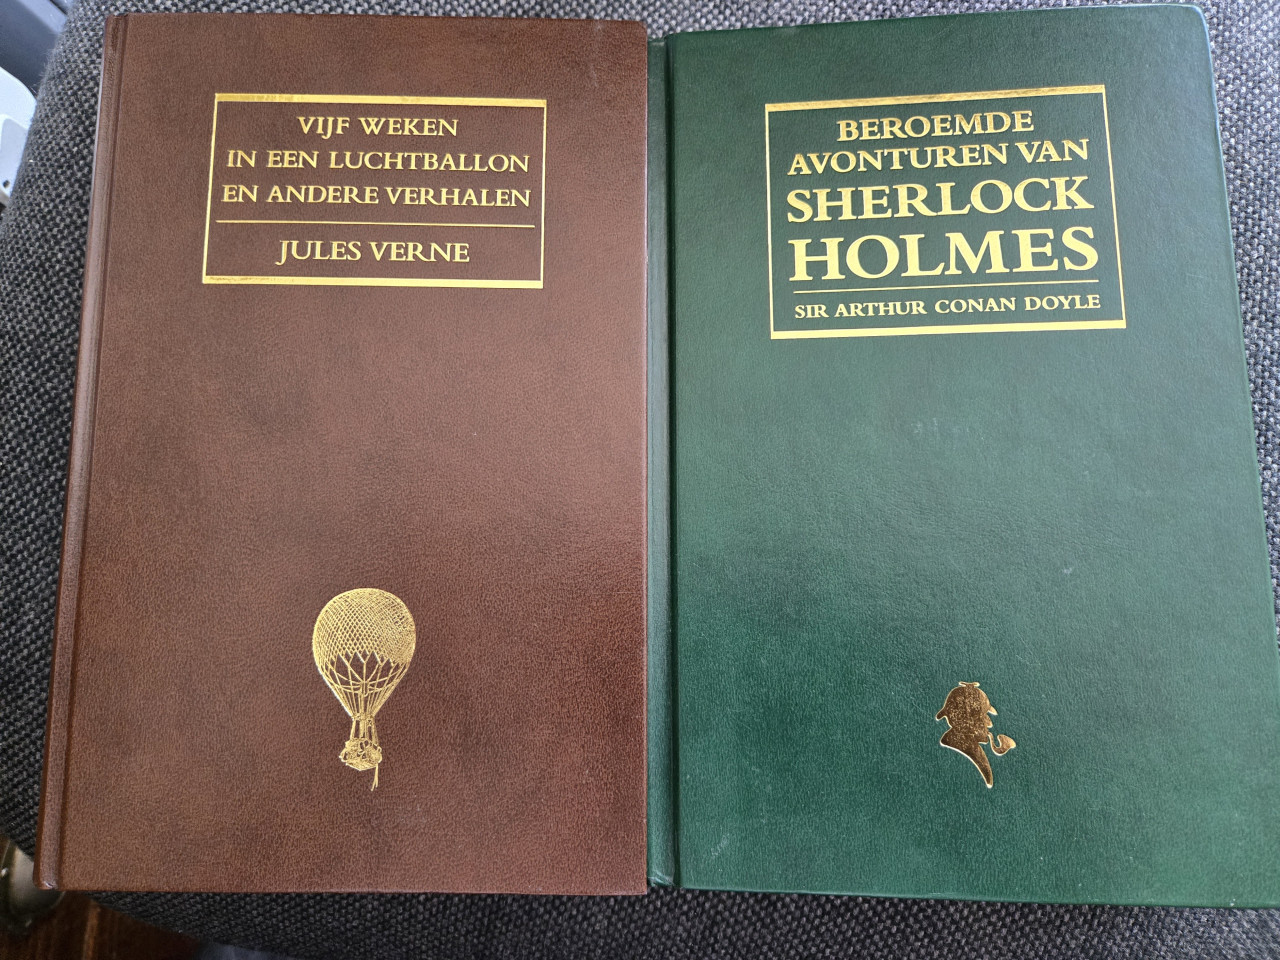 VIJF WEKEN
IN EEN LUCHTBALLON
EN ANDERE VERHALEN
JULES VERNE
BEROEMDE
AVONTUREN VAN
SHERLOCK
HOLMES
SIR ARTHUR CONAN DOYLE